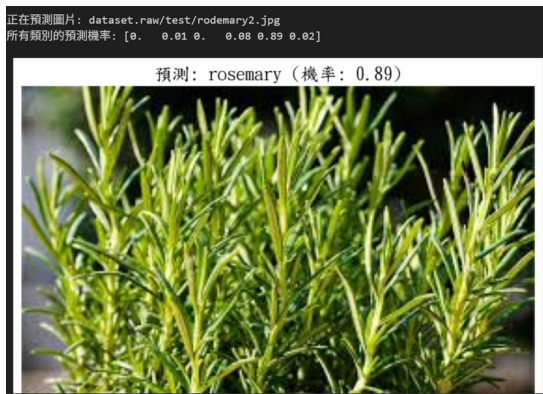 正在預測圖片: dataset.raw/test/rodemary2.jpg
所有類別的預測機率: [0.   0.01 0.   0.08 0.89 0.02]
預測: rosemary (機率: 0.89)